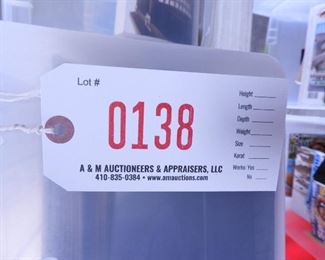 Lot #
0138
A & M AUCTIONEERS & APPRAISERS, LLC
410-835-0384 • www.amauctions.com
Height
Length
Depth
Weight
Size
Karat
Works Yes
No